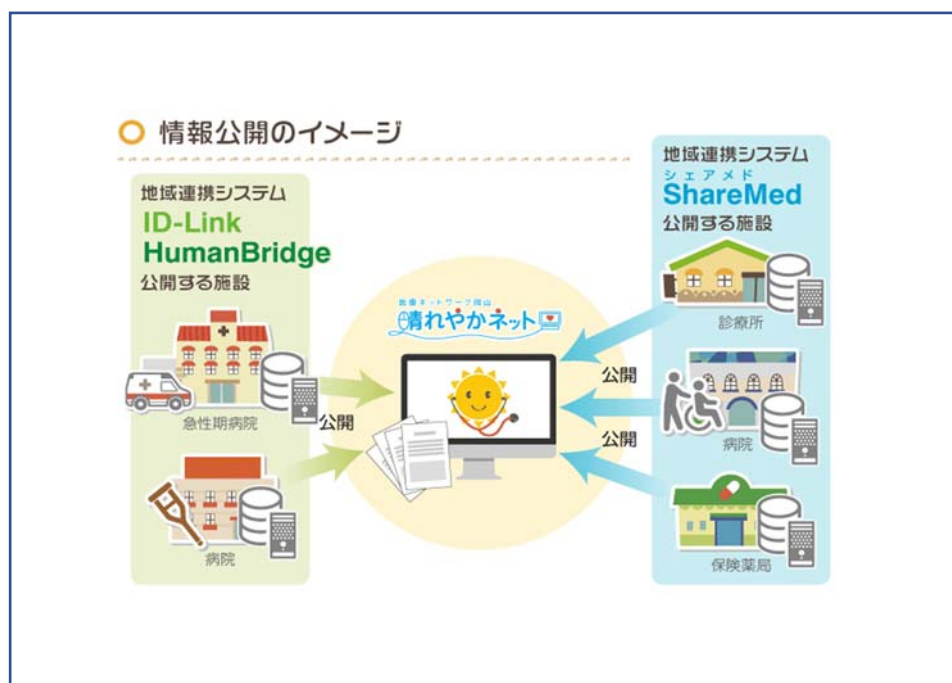 情報公開のイメージ
地域連携システム
ID-Link
HumanBridge
公開する施設
急性期病院
病院
公開
医療ネットワーク岡山
晴れやかネット
公開
公開
地域連携システム
シェアメド
ShareMed
公開する施設
診療所
病院
保険薬局